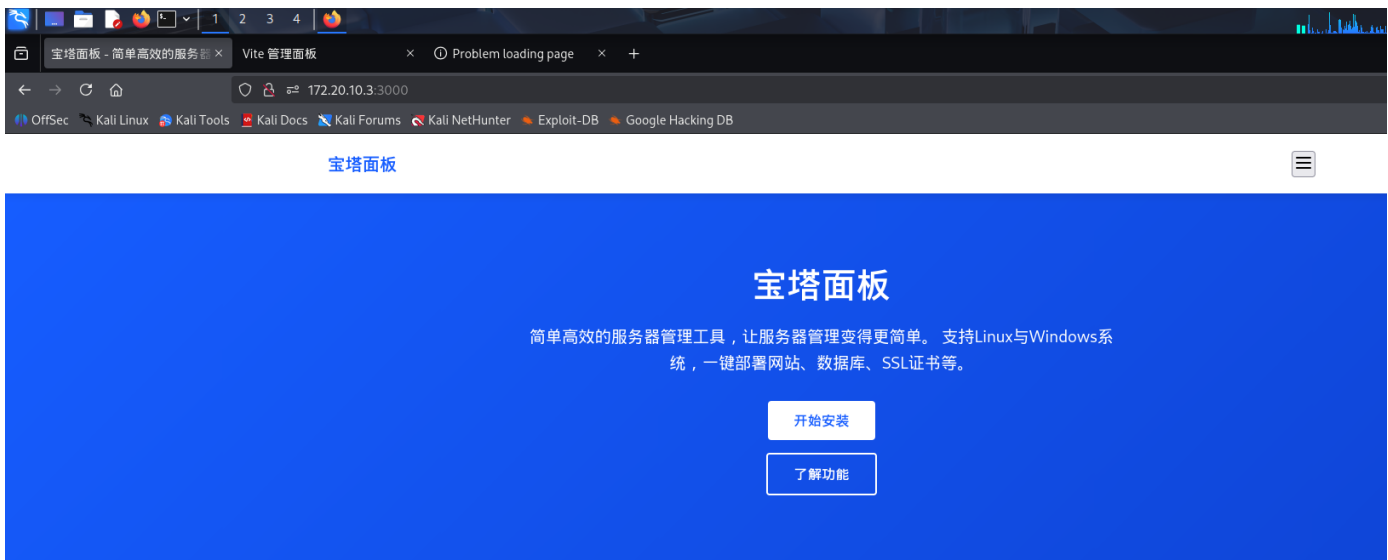 1 2 3 4
宝塔面板 - 简单高效的服务器 × Vite 管理面板 × Problem loading page × +
172.20.10.3:3000
OffSec Kali Linux Kali Tools Kali Docs Kali Forums Kali NetHunter Exploit-DB Google Hacking DB
宝塔面板
宝塔面板
简单高效的服务器管理工具，让服务器管理变得更简单。 支持Linux与Windows系
统，一键部署网站、数据库、SSL证书等。
开始安装
了解功能